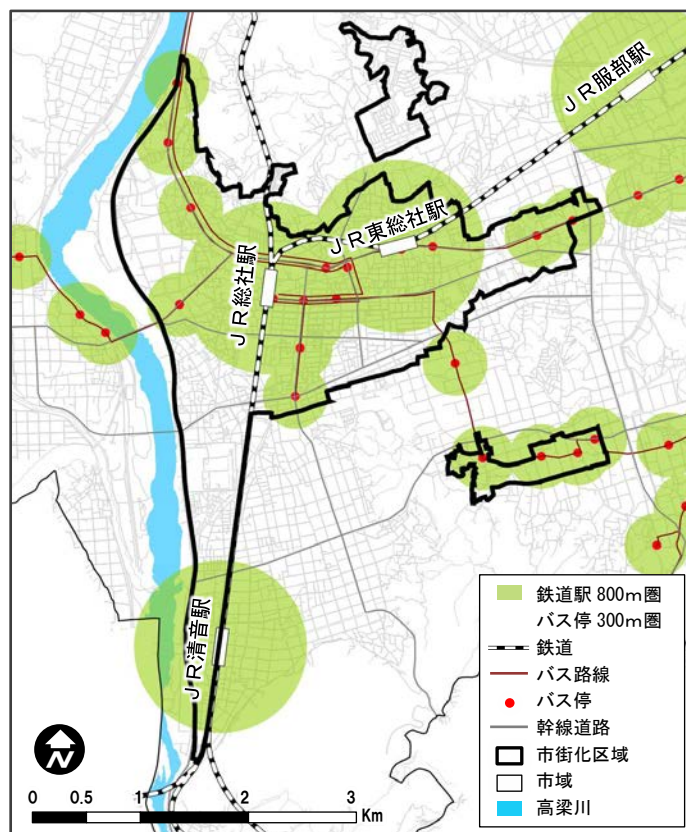 JR服部駅
JR東総社駅
JR総社駅
JR清音駅
鉄道駅 800m圏
バス停 300m圏
鉄道
バス路線
バス停
幹線道路
市街化区域
市域
高梁川
N
0 0.5 1 2 3
Km